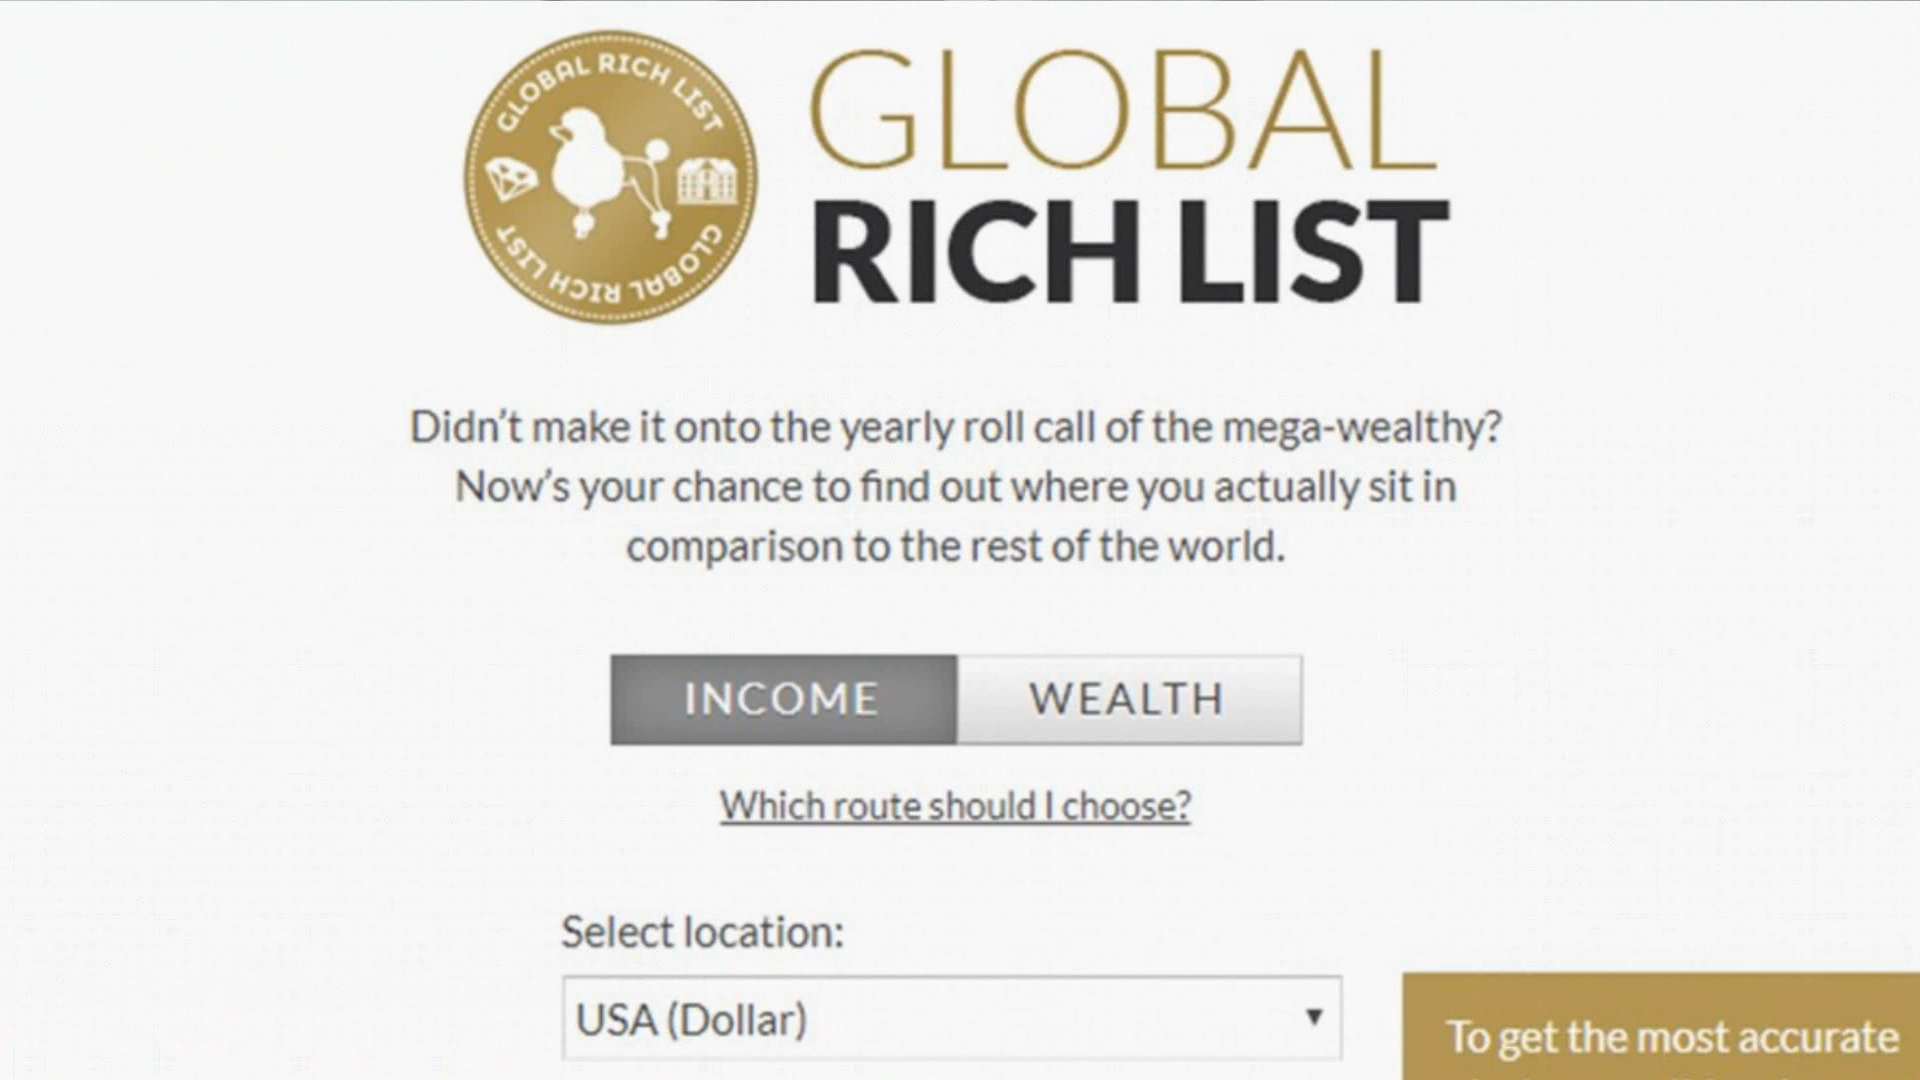 GLOBAL RICH LIST
GLOBAL RICH LIST
GLOBAL
RICH LIST
Didn’t make it onto the yearly roll call of the mega-wealthy?
Now’s your chance to find out where you actually sit in
comparison to the rest of the world.
INCOME
WEALTH
Which route should I choose?
Select location:
USA (Dollar)
To get the most accurate